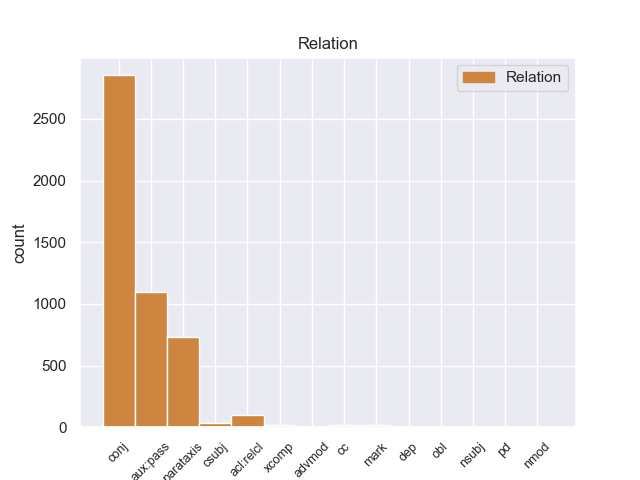 Relation
Relation
count
2500
2000
1500
1000
500
0
conj
aux:pass
parataxis
csubj
acl:relcl
xcomp
advmod
cc
mark
dep
obl
nsubj
pd
nmod